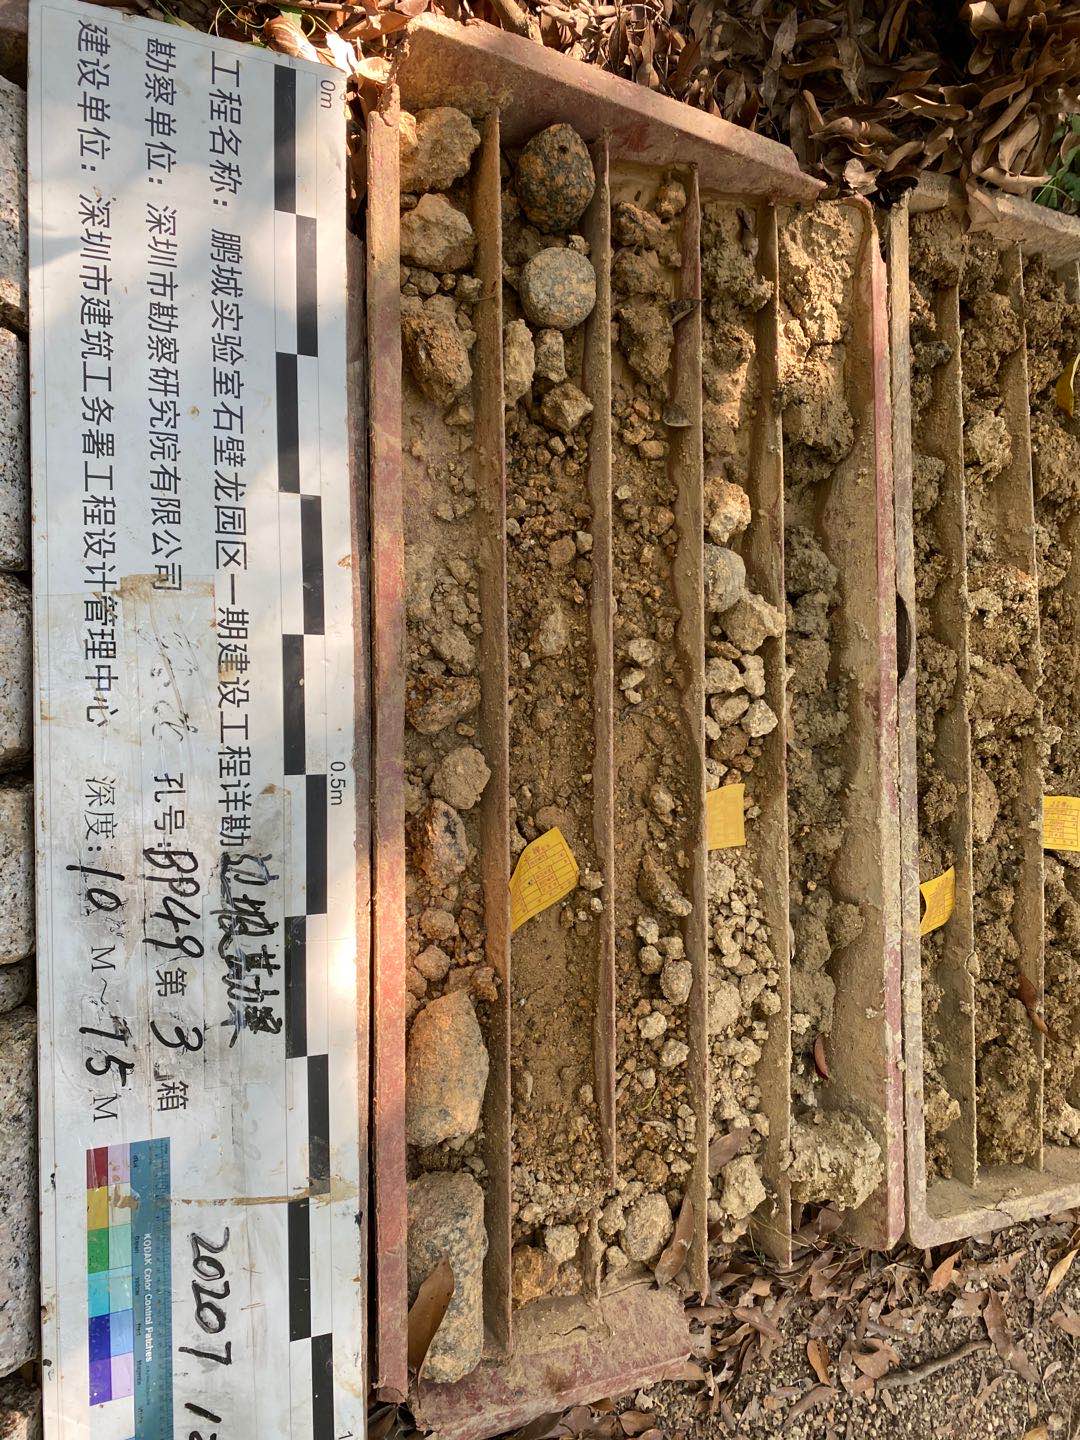 0m
0.5m
1
工程名称：鹏城实验室石壁龙园区一期建设工程详勘
勘察单位：深圳市勘察研究院有限公司 孔号：BP49 第 3 箱
建设单位：深圳市建筑工务署工程设计管理中心 深度：10 M～15 M
KODAK Color Control Patches